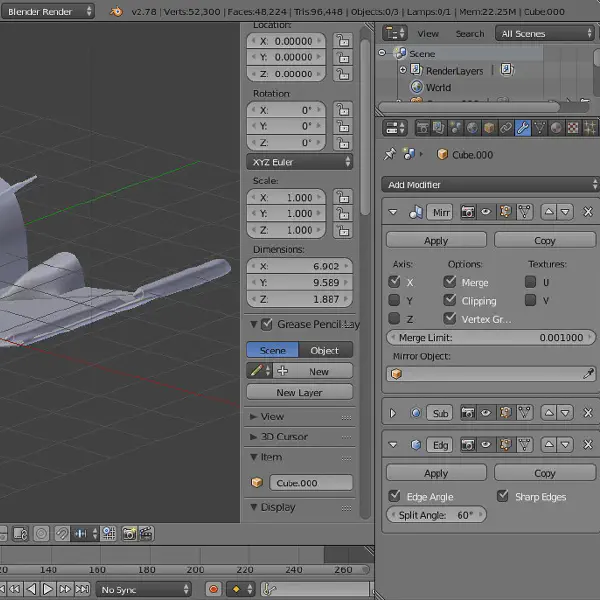 Blender Render
v2.78 | Verts:52,300 | Faces:48,224 | Tris:96,448 | Objects:0/3 | Lamps:0/1 | Mem:22.25M | Cube.000
Location:
X: 0.00000
Y: 0.00000
Z: 0.00000
Rotation:
X: 0°
Y: 0°
Z: 0°
XYZ Euler
Scale:
X: 1.000
Y: 1.000
Z: 1.000
Dimensions:
X: 6.902
Y: 9.589
Z: 1.887
Grease Pencil Lay
Scene Object
New
New Layer
View
3D Cursor
Item
Cube.000
Display
120 140 160 180 200 220 240 260
No Sync
View Search All Scenes
Scene
RenderLayers
World
Cube.000
Add Modifier
Mirr
Apply Copy
Axis: Options: Textures:
X Merge U
Y Clipping V
Z Vertex Gr...
Merge Limit: 0.001000
Mirror Object:
Sub
Edg
Apply Copy
Edge Angle Sharp Edges
Split Angle: 60°